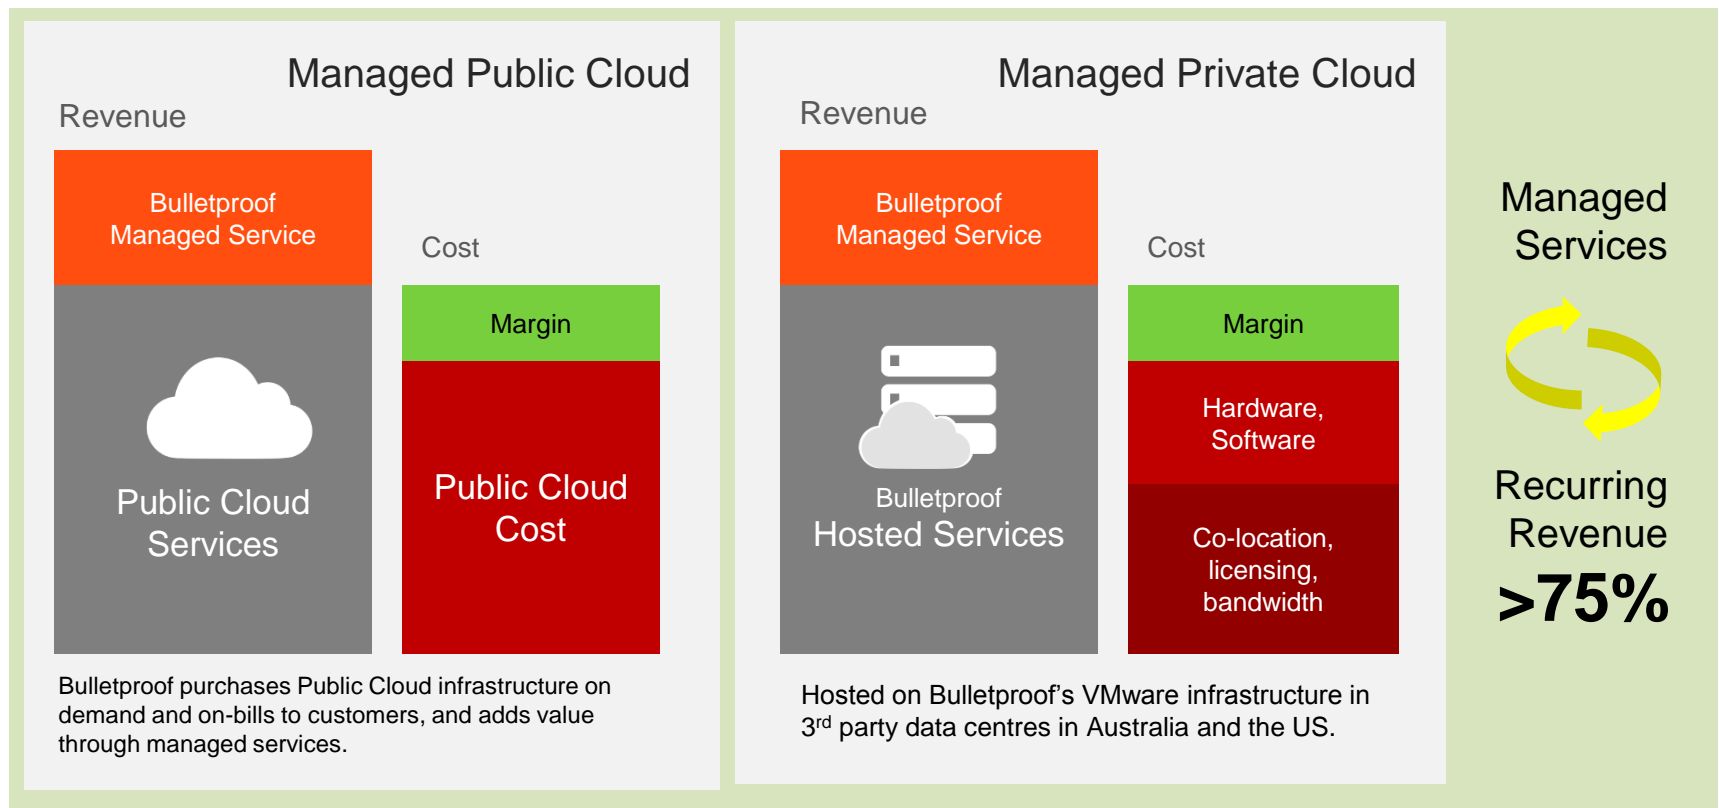 Managed Public Cloud
Revenue
Bulletproof
Managed Service
Cost
Margin
Public Cloud
Services
Public Cloud
Cost
Bulletproof purchases Public Cloud infrastructure on
demand and on-bills to customers, and adds value
through managed services.
Managed Private Cloud
Revenue
Bulletproof
Managed Service
Cost
Margin
Hardware,
Software
Bulletproof
Hosted Services
Co-location,
licensing,
bandwidth
Hosted on Bulletproof’s VMware infrastructure in
3rd party data centres in Australia and the US.
Managed
Services
Recurring
Revenue
>75%